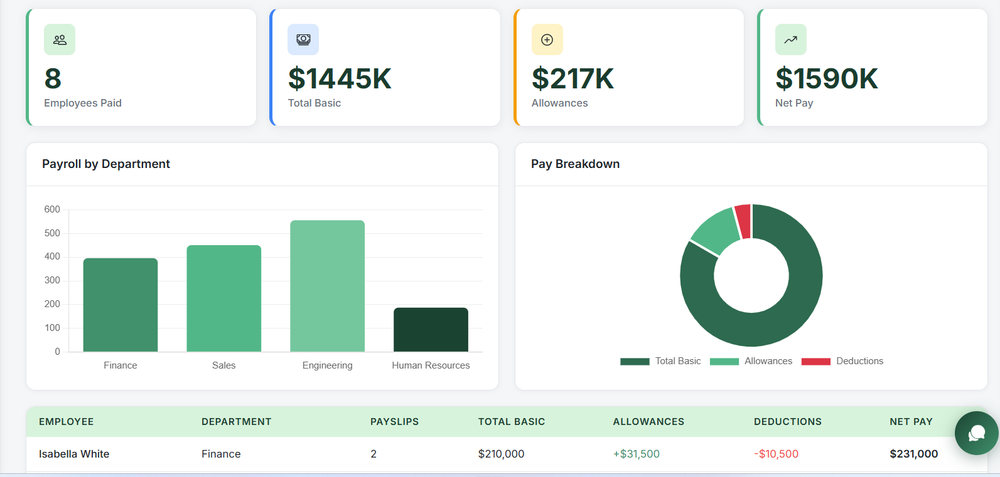 8
Employees Paid
$1445K
Total Basic
$217K
Allowances
$1590K
Net Pay
Payroll by Department
600
500
400
300
200
100
0
Finance Sales Engineering Human Resources
Pay Breakdown
Total Basic Allowances Deductions
EMPLOYEE DEPARTMENT PAYSLIPS TOTAL BASIC ALLOWANCES DEDUCTIONS NET PAY
Isabella White Finance 2 $210,000 +$31,500 -$10,500 $231,000